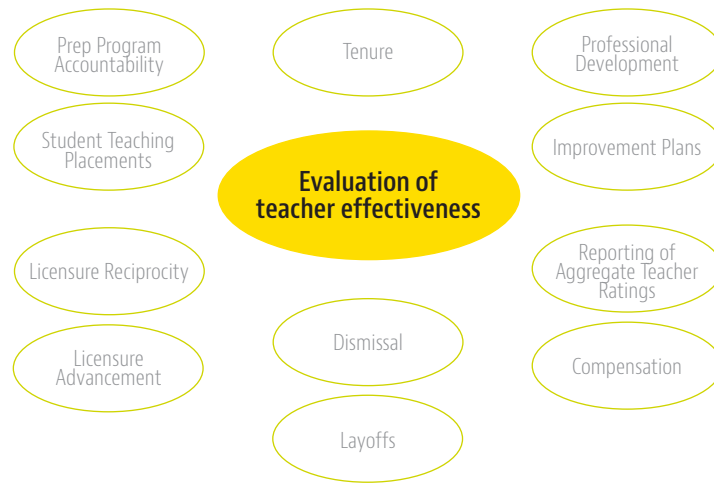 Prep Program
Accountability
Tenure
Professional
Development
Student Teaching
Placements
Evaluation of
teacher effectiveness
Improvement Plans
Licensure Reciprocity
Reporting of
Aggregate Teacher
Ratings
Dismissal
Licensure
Advancement
Compensation
Layoffs